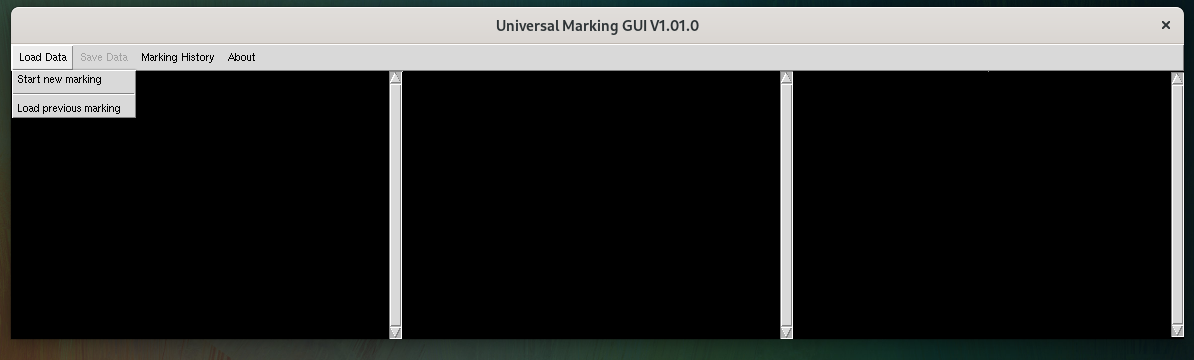 Universal Marking GUI V1.01.0
Load Data Save Data Marking History About
Start new marking
Load previous marking